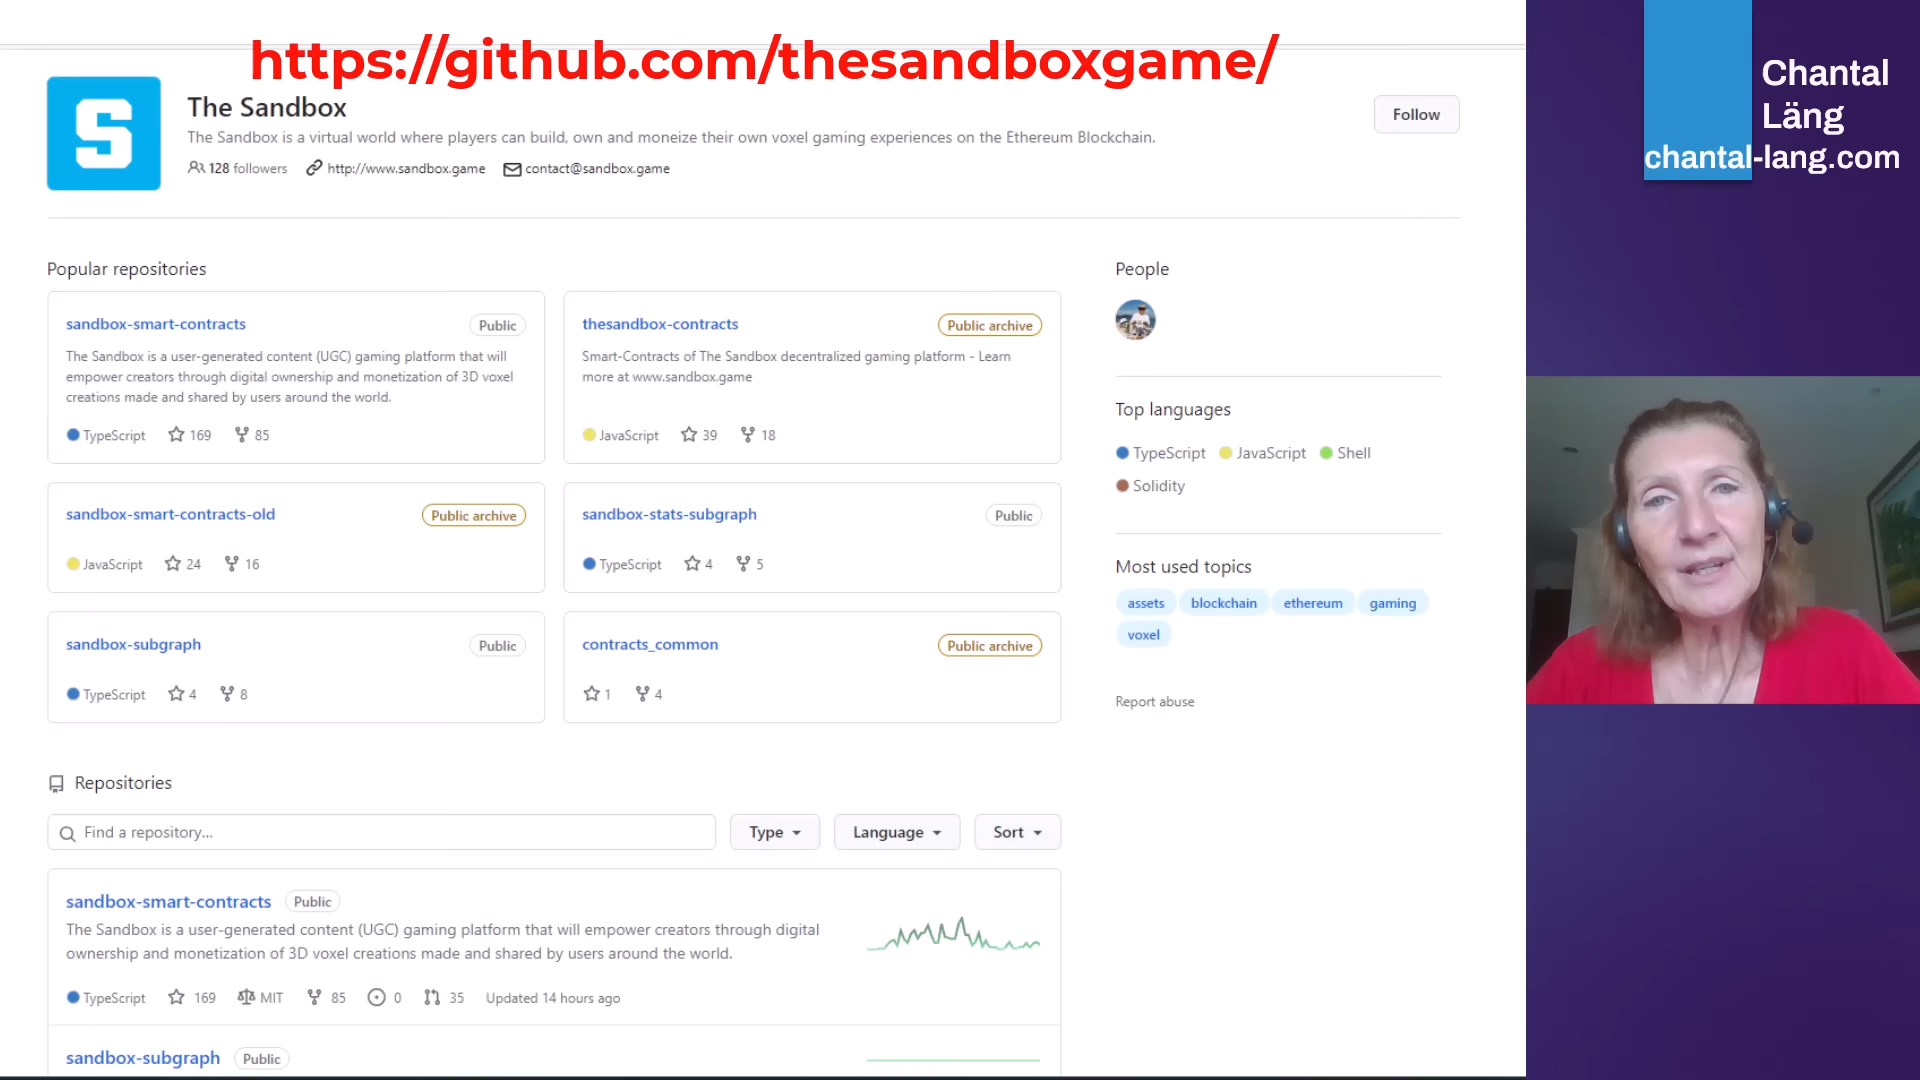 https://github.com/thesandboxgame/
S
The Sandbox
The Sandbox is a virtual world where players can build, own and moneize their own voxel gaming experiences on the Ethereum Blockchain.
128 followers http://www.sandbox.game contact@sandbox.game
Follow
Chantal
Läng
chantal-lang.com
Popular repositories
sandbox-smart-contracts Public
The Sandbox is a user-generated content (UGC) gaming platform that will
empower creators through digital ownership and monetization of 3D voxel
creations made and shared by users around the world.
TypeScript 169 85
thesandbox-contracts Public archive
Smart-Contracts of The Sandbox decentralized gaming platform - Learn
more at www.sandbox.game
JavaScript 39 18
sandbox-smart-contracts-old Public archive
JavaScript 24 16
sandbox-stats-subgraph Public
TypeScript 4 5
sandbox-subgraph Public
TypeScript 4 8
contracts_common Public archive
1 4
People
Top languages
TypeScript JavaScript Shell
Solidity
Most used topics
assets blockchain ethereum gaming
voxel
Report abuse
Repositories
Find a repository...
Type Language Sort
sandbox-smart-contracts Public
The Sandbox is a user-generated content (UGC) gaming platform that will empower creators through digital
ownership and monetization of 3D voxel creations made and shared by users around the world.
TypeScript 169 MIT 85 0 35 Updated 14 hours ago
sandbox-subgraph Public